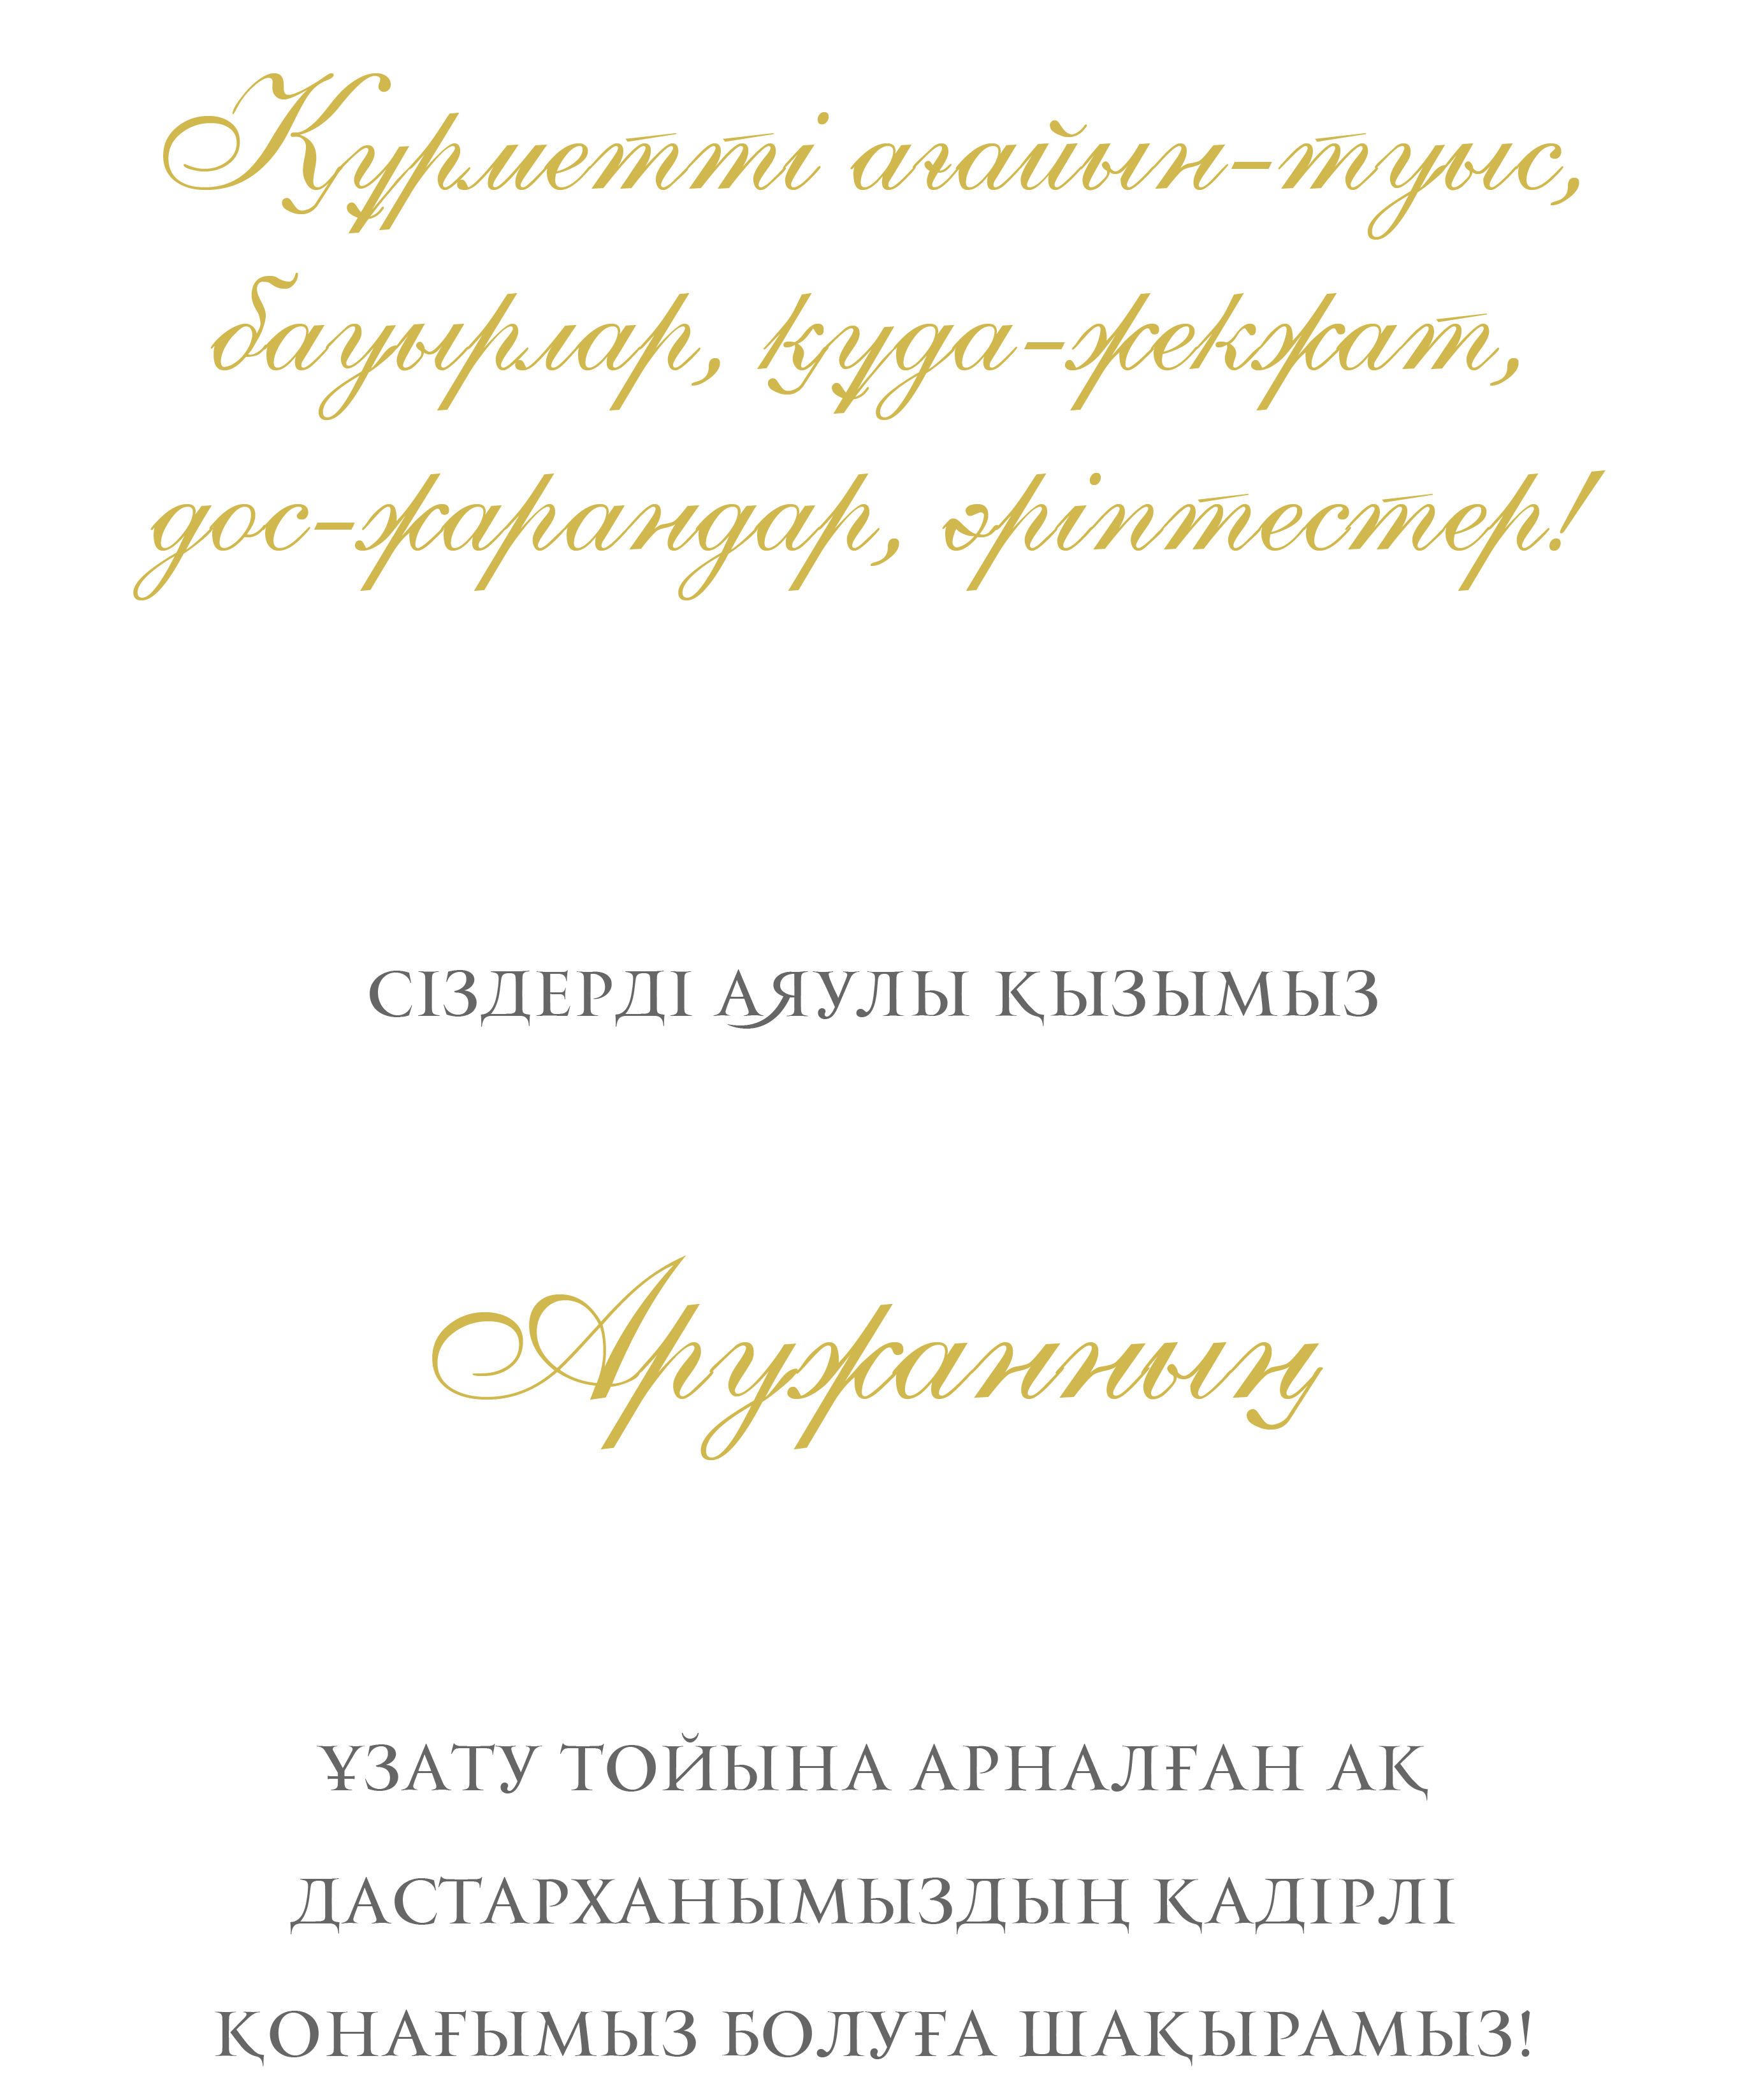 Құрметті ағайын-туыс,
бауырлар, құда-жекжат,
дос-жарандар, әріптестер!
СІЗДЕРДІ АЯУЛЫ ҚЫЗЫМЫЗ
Аружанның
ҰЗАТУ ТОЙЫНА АРНАЛҒАН АҚ
ДАСТАРХАНЫМЫЗДЫҢ ҚАДІРЛІ
ҚОНАҒЫМЫЗ БОЛУҒА ШАҚЫРАМЫЗ!